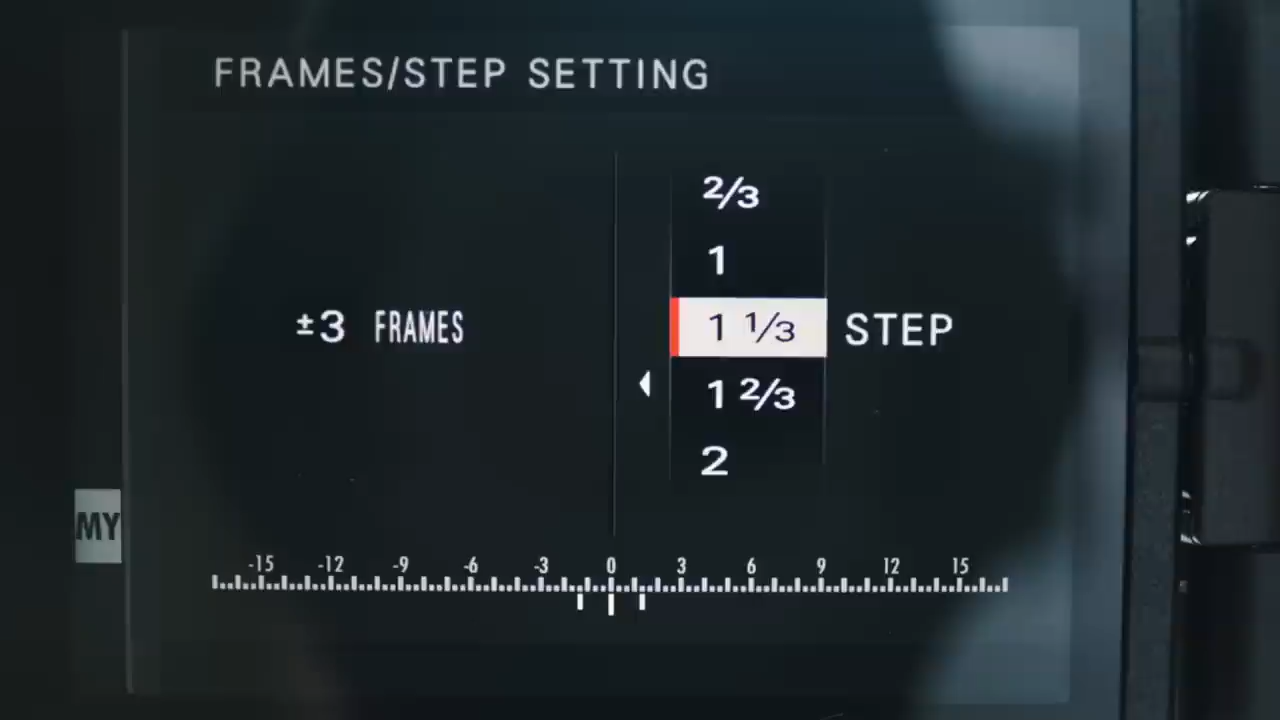 FRAMES/STEP SETTING
2/3
1
±3 FRAMES 1 1/3 STEP
1 2/3
2
MY
-15 -12 -9 -6 -3 0 3 6 9 12 15